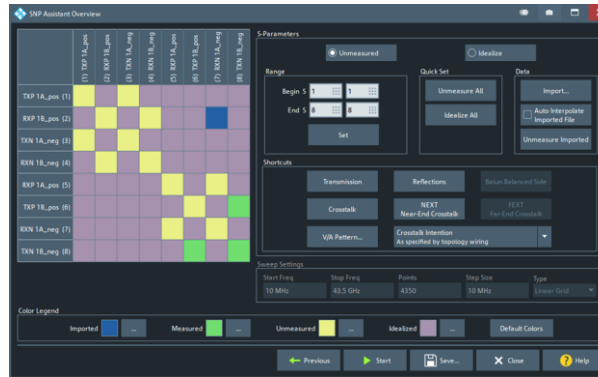 SNP Assistant Overview
(1) TXP 1A_pos
(2) RXP 1B_pos
(3) TXN 1A_neg
(4) RXN 1B_neg
(5) RXP 1A_pos
(6) TXP 1B_pos
(7) RXN 1A_neg
(8) TXN 1B_neg
TXP 1A_pos (1)
RXP 1B_pos (2)
TXN 1A_neg (3)
RXN 1B_neg (4)
RXP 1A_pos (5)
TXP 1B_pos (6)
RXN 1A_neg (7)
TXN 1B_neg (8)
S-Parameters
Unmeasured
Idealize
Range
Begin S 1 1
End S 8 8
Set
Quick Set
Unmeasure All
Idealize All
Data
Import...
Auto Interpolate
Imported File
Unmeasure Imported
Shortcuts
Transmission
Reflections
Balun Balanced Side
Crosstalk
NEXT
Near-End Crosstalk
FEXT
Far-End Crosstalk
V/A Pattern...
Crosstalk Intention
As specified by topology wiring
Sweep Settings
Start Freq Stop Freq Points Step Size Type
10 MHz 43.5 GHz 4350 10 MHz Linear Grid
Color Legend
Imported ... Measured ... Unmeasured ... Idealized ... Default Colors
Previous Start Save... Close Help